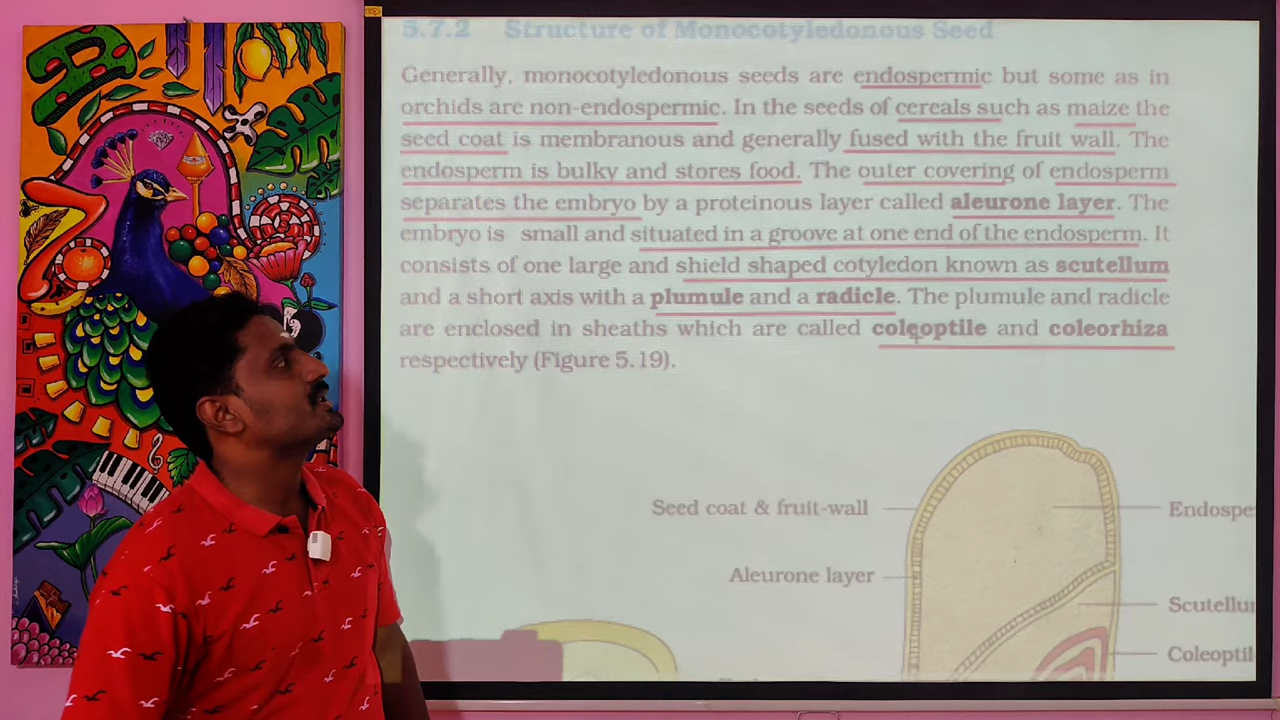 5.7.2 Structure of Monocotyledonous Seed
Generally, monocotyledonous seeds are endospermic but some as in
orchids are non-endospermic. In the seeds of cereals such as maize the
seed coat is membranous and generally fused with the fruit wall. The
endosperm is bulky and stores food. The outer covering of endosperm
separates the embryo by a proteinous layer called aleurone layer. The
embryo is small and situated in a groove at one end of the endosperm. It
consists of one large and shield shaped cotyledon known as scutellum
and a short axis with a plumule and a radicle. The plumule and radicle
are enclosed in sheaths which are called coleoptile and coleorhiza
respectively (Figure 5.19).
Seed coat & fruit-wall
Endospe
Aleurone layer
Scutellu
Coleoptil